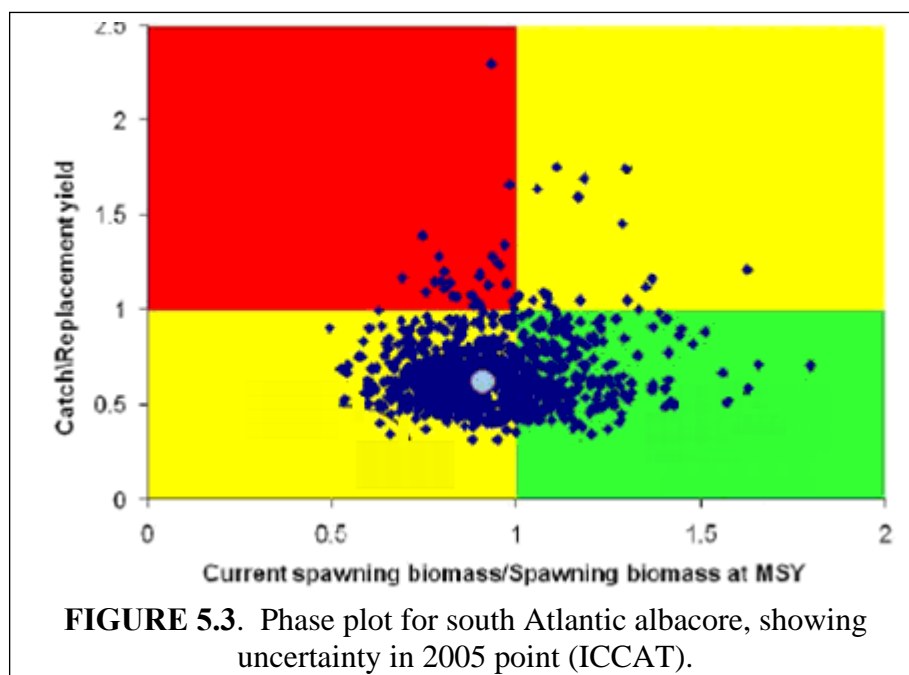 2.5
2
1.5
1
0.5
0
Catch\Replacement yield
0 0.5 1 1.5 2
Current spawning biomass/Spawning biomass at MSY
FIGURE 5.3. Phase plot for south Atlantic albacore, showing
uncertainty in 2005 point (ICCAT).